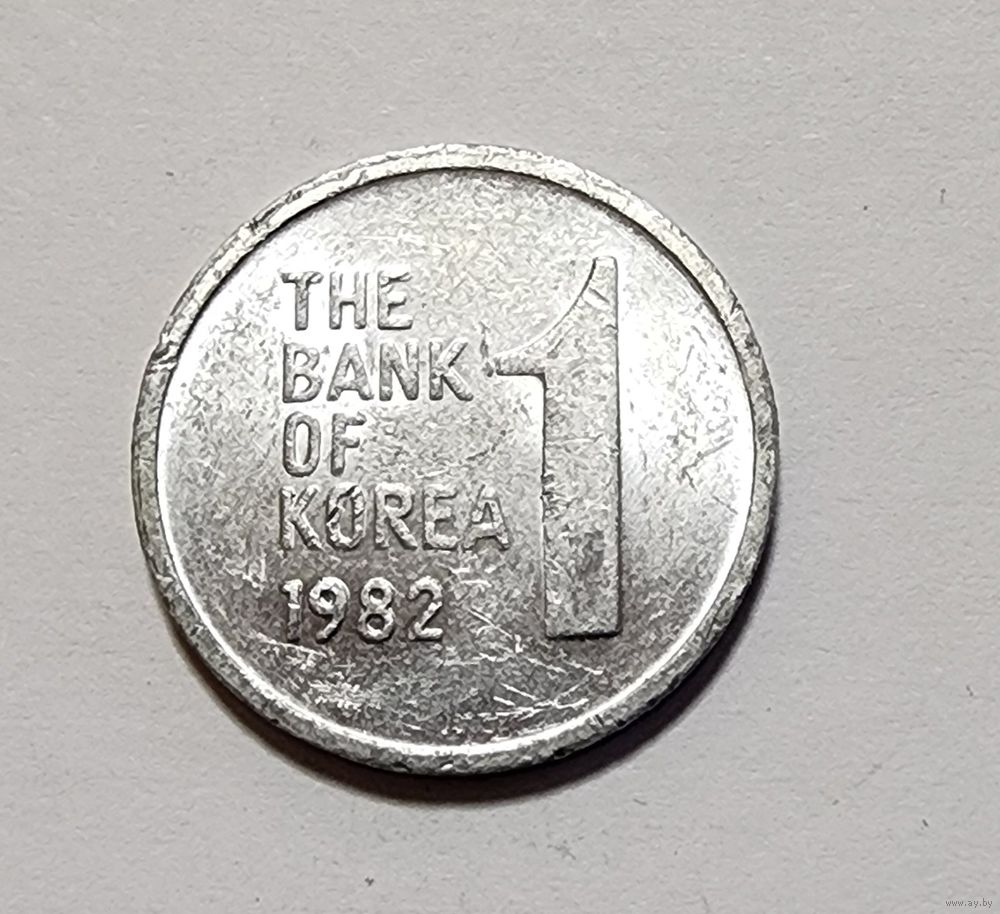 THE
BANK
OF
KOREA
1982
1
www.ay.by